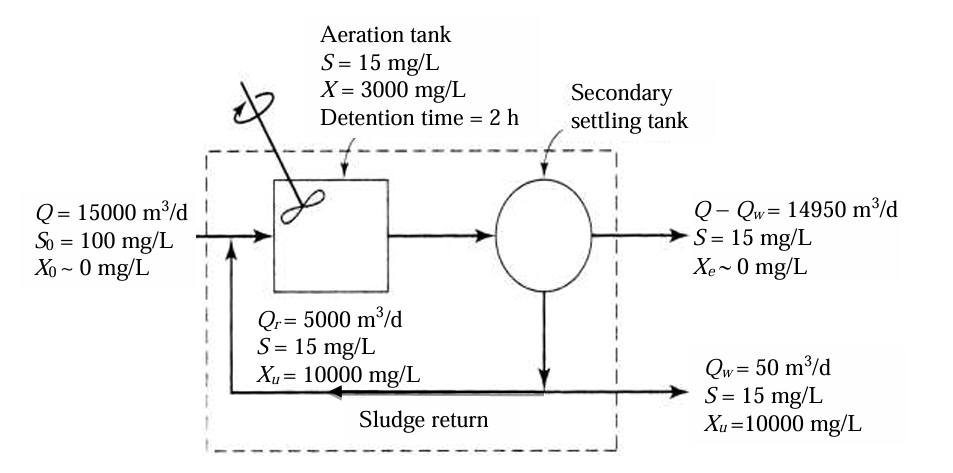 Aeration tank
S = 15 mg/L
X = 3000 mg/L
Detention time = 2 h
Secondary
settling tank
Q = 15000 m³/d
S₀ = 100 mg/L
X₀ ~ 0 mg/L
Q − Qw = 14950 m³/d
S = 15 mg/L
Xe ~ 0 mg/L
Qr = 5000 m³/d
S = 15 mg/L
Xu = 10000 mg/L
Sludge return
Qw = 50 m³/d
S = 15 mg/L
Xu =10000 mg/L